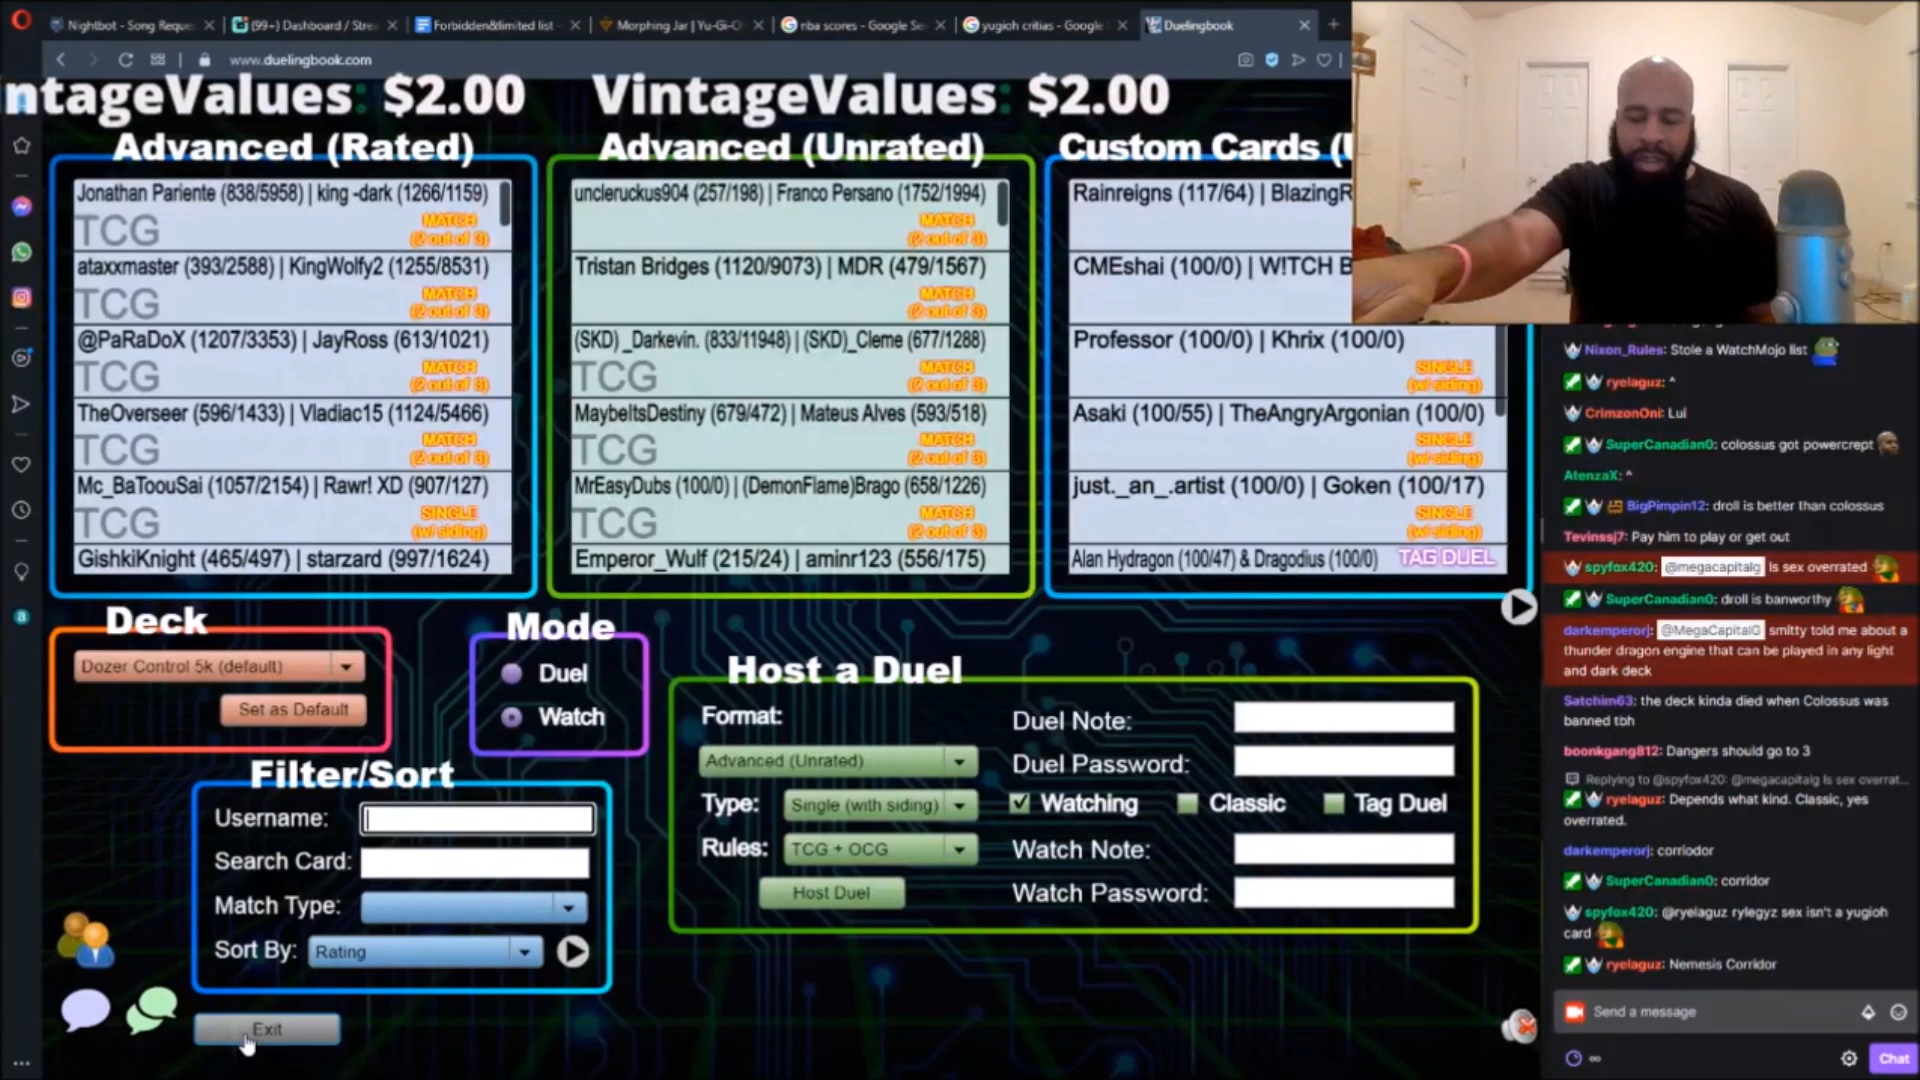 Nightbot - Song Reque
(99+) Dashboard / Stre
Forbidden&limited list -
Morphing Jar | Yu-Gi-O
nba scores - Google Se
yugioh critias - Google
Duelingbook
www.duelingbook.com
ntageValues: $2.00
VintageValues: $2.00
Advanced (Rated)
Jonathan Pariente (838/5958) | king -dark (1266/1159)
TCG
MATCH
(2 out of 3)
ataxxmaster (393/2588) | KingWolfy2 (1255/8531)
TCG
MATCH
(2 out of 3)
@PaRaDoX (1207/3353) | JayRoss (613/1021)
TCG
MATCH
(2 out of 3)
TheOverseer (596/1433) | Vladiac15 (1124/5466)
TCG
MATCH
(2 out of 3)
Mc_BaToouSai (1057/2154) | Rawr! XD (907/127)
TCG
SINGLE
(w/ siding)
GishkiKnight (465/497) | starzard (997/1624)
Advanced (Unrated)
uncleruckus904 (257/198) | Franco Persano (1752/1994)
MATCH
(2 out of 3)
Tristan Bridges (1120/9073) | MDR (479/1567)
MATCH
(2 out of 3)
(SKD) _Darkevin. (833/11948) | (SKD)_Cleme (677/1288)
TCG
MATCH
(2 out of 3)
MaybeItsDestiny (679/472) | Mateus Alves (593/518)
TCG
MATCH
(2 out of 3)
MrEasyDubs (100/0) | (DemonFlame)Brago (658/1226)
TCG
MATCH
(2 out of 3)
Emperor_Wulf (215/24) | aminr123 (556/175)
Custom Cards (
Rainreigns (117/64) | BlazingR
CMEshai (100/0) | W!TCH B
Professor (100/0) | Khrix (100/0)
SINGLE
(w/ siding)
Asaki (100/55) | TheAngryArgonian (100/0)
SINGLE
(w/ siding)
just._an_.artist (100/0) | Goken (100/17)
SINGLE
(w/ siding)
Alan Hydragon (100/47) & Dragodius (100/0) TAG DUEL
Deck
Dozer Control 5k (default)
Set as Default
Mode
Duel
Watch
Filter/Sort
Username:
Search Card:
Match Type:
Sort By: Rating
Exit
Host a Duel
Format:
Advanced (Unrated)
Type: Single (with siding)
Rules: TCG + OCG
Host Duel
Duel Note:
Duel Password:
Watching Classic Tag Duel
Watch Note:
Watch Password:
Nixon_Rules: Stole a WatchMojo list
ryelaguz: ^
CrimzonOni: Lul
SuperCanadian0: colossus got powercrept
AtenzaX: ^
BigPimpin12: droll is better than colossus
Tevinssj7: Pay him to play or get out
spyfox420: @megacapitalg Is sex overrated
SuperCanadian0: droll is banworthy
darkemperorj: @MegaCapitalG smitty told me about a
thunder dragon engine that can be played in any light
and dark deck
Satchim63: the deck kinda died when Colossus was
banned tbh
boonkgang812: Dangers should go to 3
Replying to @spyfox420: @megacapitalg Is sex overrat...
ryelaguz: Depends what kind. Classic, yes
overrated.
darkemperorj: corriodor
SuperCanadian0: corridor
spyfox420: @ryelaguz rylegyz sex isn't a yugioh
card
ryelaguz: Nemesis Corridor
Send a message
Chat